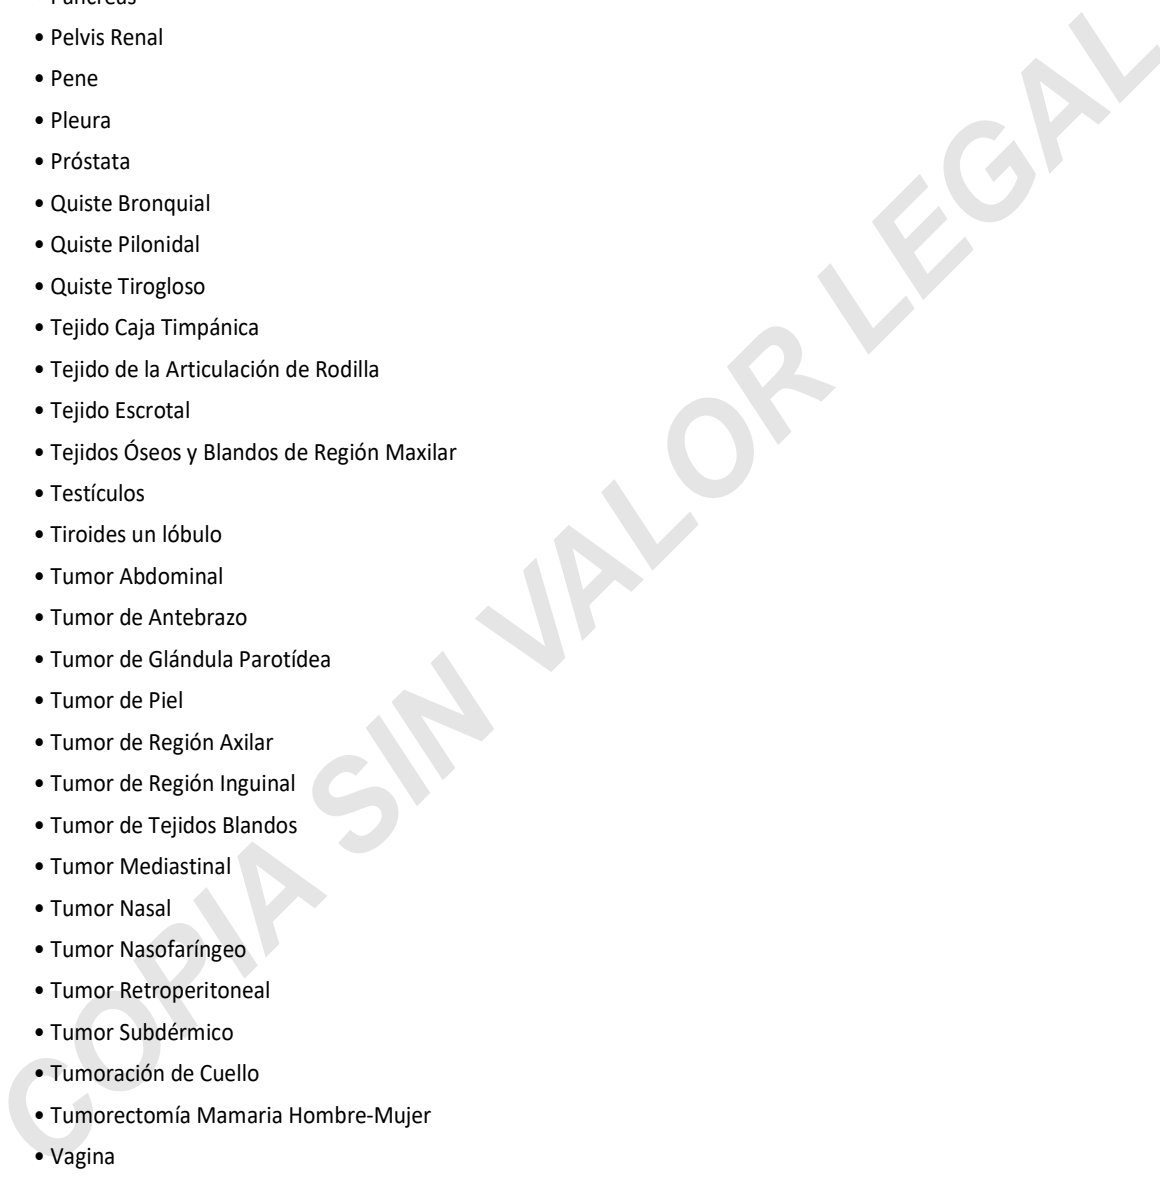 • Páncreas
• Pelvis Renal
• Pene
• Pleura
• Próstata
• Quiste Bronquial
• Quiste Pilonidal
• Quiste Tirogloso
• Tejido Caja Timpánica
• Tejido de la Articulación de Rodilla
• Tejido Escrotal
• Tejidos Óseos y Blandos de Región Maxilar
• Testículos
• Tiroides un lóbulo
• Tumor Abdominal
• Tumor de Antebrazo
• Tumor de Glándula Parotídea
• Tumor de Piel
• Tumor de Región Axilar
• Tumor de Región Inguinal
• Tumor de Tejidos Blandos
• Tumor Mediastinal
• Tumor Nasal
• Tumor Nasofaríngeo
• Tumor Retroperitoneal
• Tumor Subdérmico
• Tumoración de Cuello
• Tumorectomía Mamaria Hombre-Mujer
• Vagina
COPIA SIN VALOR LEGAL